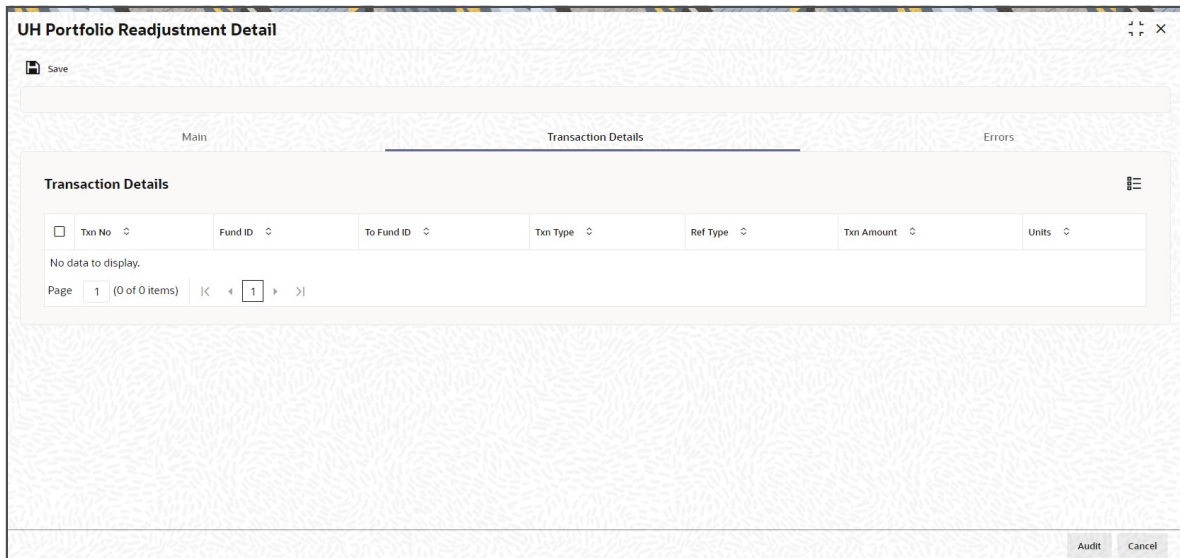 UH Portfolio Readjustment Detail
Save
Main Transaction Details Errors
Transaction Details
Txn No Fund ID To Fund ID Txn Type Ref Type Txn Amount Units
No data to display.
Page 1 (0 of 0 items) 1
Audit Cancel